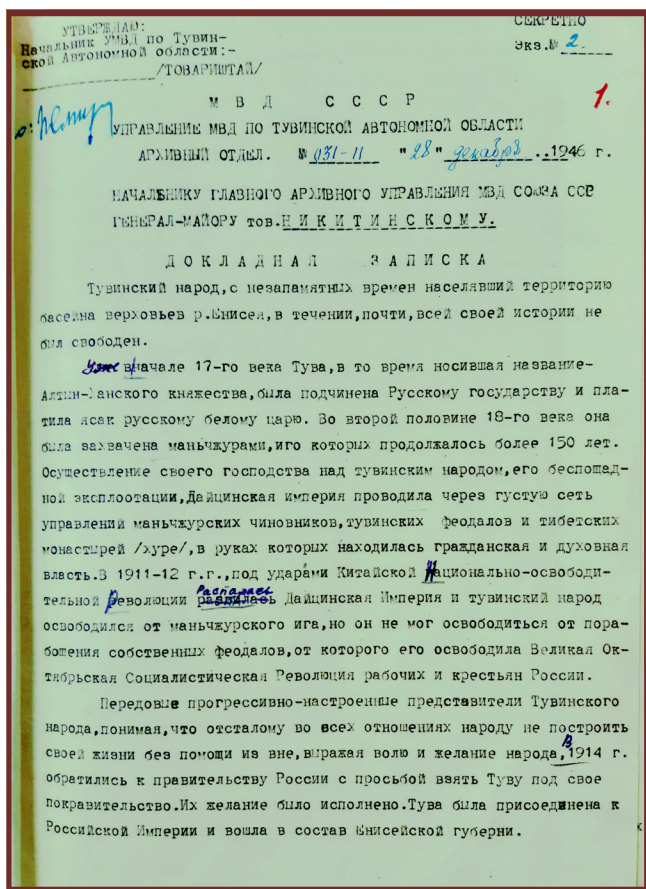 УТВЕРЖДАЮ:
Начальник УМВД по Тувин-
ской Автономной области:-
/ТОВАРИШТАЙ/
СЕКРЕТНО
Экз.№ 2.
1.
М В Д С С С Р
УПРАВЛЕНИЕ МВД ПО ТУВИНСКОЙ АВТОНОМНОЙ ОБЛАСТИ
АРХИВНЫЙ ОТДЕЛ. № 031-11 "28" декабря ..1946 г.
НАЧАЛЬНИКУ ГЛАВНОГО АРХИВНОГО УПРАВЛЕНИЯ МВД СОЮЗА ССР
ГЕНЕРАЛ-МАЙОРУ тов.Н И К И Т И Н С К О М У.
Д О К Л А Д Н А Я З А П И С К А
Тувинский народ,с незапамятных времен населявший территорию
басейна верховьев р.Енисея,в течении,почти,всей своей истории не
был свободен.
Уже вначале 17-го века Тува,в то время носившая название-
Алтин-Ханского княжества,была подчинена Русскому государству и пла-
тила ясак русскому белому царю. Во второй половине 18-го века она
была захвачена маньчжурами,иго которых продолжалось более 150 лет.
Осуществление своего господства над тувинским народом,его беспощад-
ной эксплоотации,Дайцинская империя проводила через густую сеть
управлений маньчжурских чиновников,тувинских феодалов и тибетских
монастырей /хуре/,в руках которых находилась гражданская и духовная
власть.В 1911-12 г.г.,под ударами Китайской Национально-освободи-
тельной Революции Распалась Дайцинская Империя и тувинский народ
освободился от маньчжурского ига,но он не мог освободиться от пора-
бошения собственных феодалов,от которого его освободила Великая Ок-
тябрьская Социалистическая Революция рабочих и крестьян России.
Передовые прогрессивно-настроенные представители Тувинского
народа,понимая,что отсталому во всех отношениях народу не построить
своей жизни без помощи из вне,выражая волю и желание народа,В 1914 г.
обратились к правительству России с просьбой взять Туву под свое
покравительство.Их желание было исполнено.Тува была присоединена к
Российской Империи и вошла в состав Енисейской губерни.